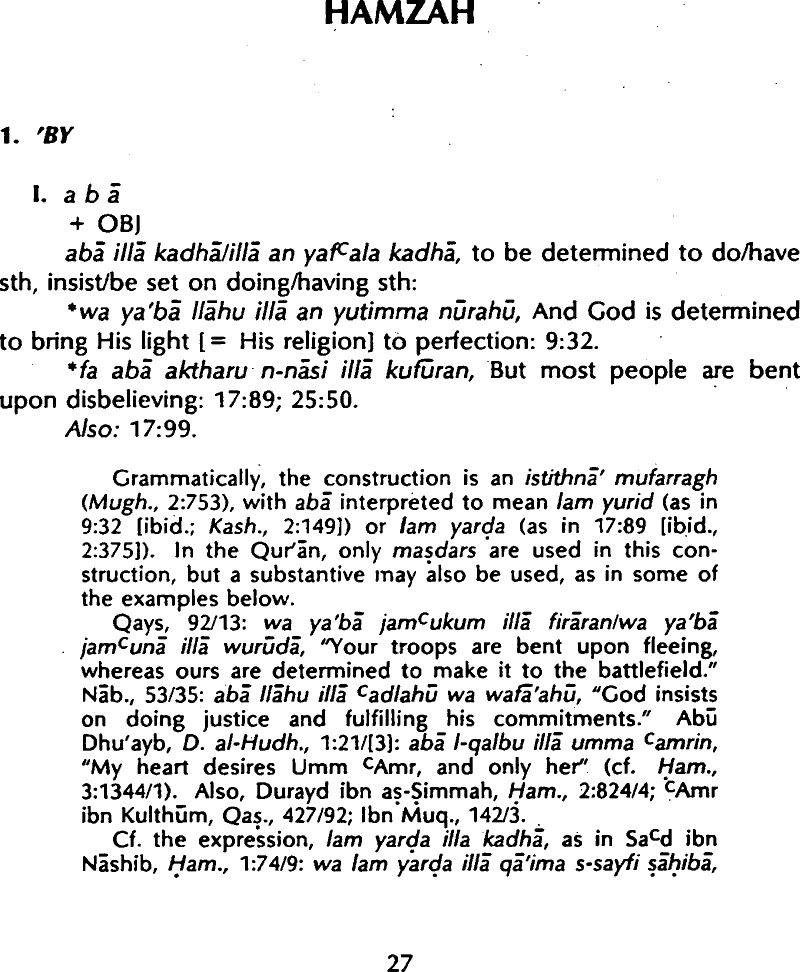 HAMZAH
1. ʾBY
I. a b ā
+ OBJ
abā illā kadhā/illā an yafᶜala kadhā, to be determined to do/have
sth, insist/be set on doing/having sth:
*wa ya'bā llāhu illā an yutimma nūrahū, And God is determined
to bring His light [= His religion] to perfection: 9:32.
*fa abā aktharu n-nāsi illā kufūran, But most people are bent
upon disbelieving: 17:89; 25:50.
Also: 17:99.
Grammatically, the construction is an istithnā' mufarragh
(Mugh., 2:753), with abā interpreted to mean lam yurid (as in
9:32 [ibid.; Kash., 2:149]) or lam yarḍa (as in 17:89 [ibid.,
2:375]). In the Qur'ān, only maṣdars are used in this con-
struction, but a substantive may also be used, as in some of
the examples below.
Qays, 92/13: wa ya'bā jamᶜukum illā firāran/wa ya'bā
jamᶜunā illā wurūdā, "Your troops are bent upon fleeing,
whereas ours are determined to make it to the battlefield."
Nāb., 53/35: abā llāhu illā ᶜadlahū wa wafā'ahū, "God insists
on doing justice and fulfilling his commitments." Abū
Dhu'ayb, D. al-Hudh., 1:21/[3]: abā l-qalbu illā umma ᶜamrin,
"My heart desires Umm ᶜAmr, and only her" (cf. Ḥam.,
3:1344/1). Also, Durayd ibn aṣ-Ṣimmah, Ḥam., 2:824/4; ᶜAmr
ibn Kulthūm, Qaṣ., 427/92; Ibn Muq., 142/3.
Cf. the expression, lam yarḍa illa kadhā, as in Saᶜd ibn
Nāshib, Ḥam., 1:74/9: wa lam yarḍa illā qā'ima s-sayfi ṣāḥibā,
27